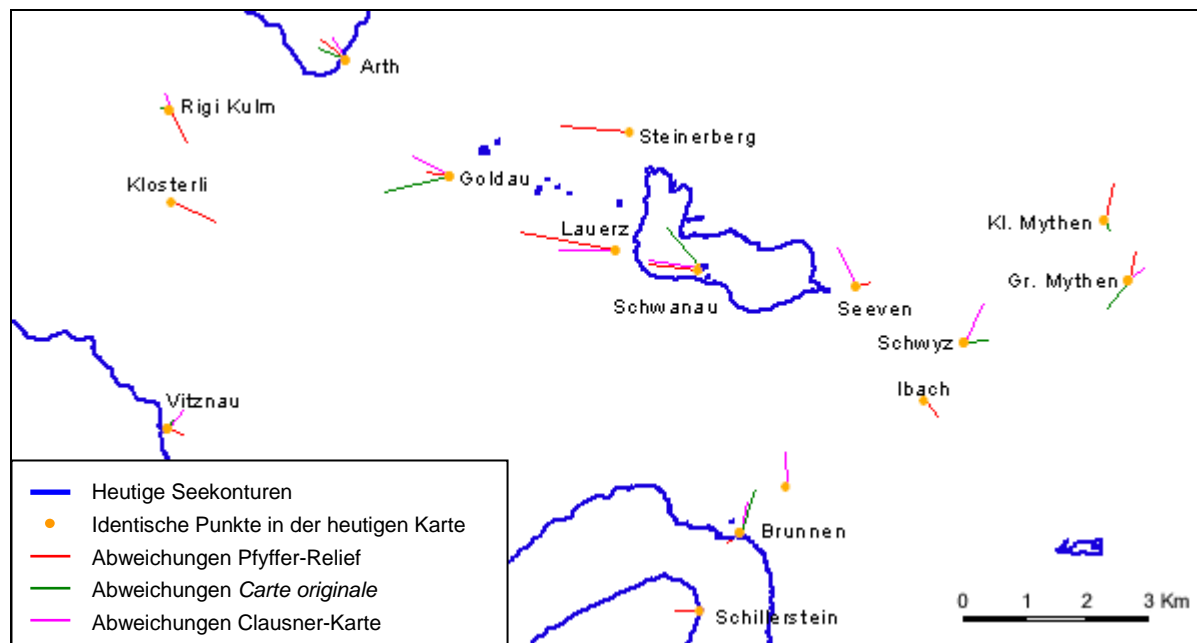 Arth
Rigi Kulm
Steinerberg
Klosterli
Goldau
Lauerz
Kl. Mythen
Schwanau
Seeven
Gr. Mythen
Schwyz
Ibach
Vitznau
Brunnen
Schillerstein
Heutige Seekonturen
Identische Punkte in der heutigen Karte
Abweichungen Pfyffer-Relief
Abweichungen Carte originale
Abweichungen Clausner-Karte
0 1 2 3 Km